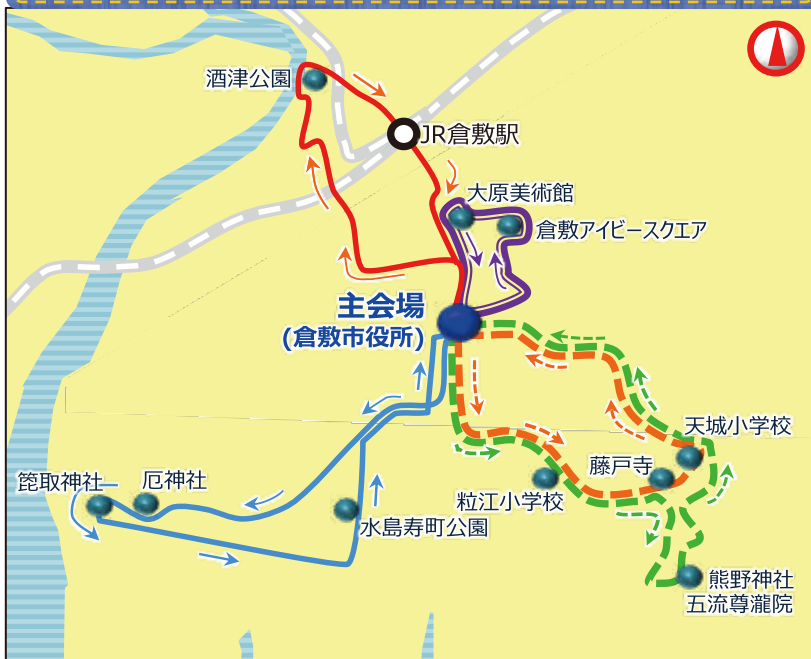 酒津公園
JR倉敷駅
大原美術館
倉敷アイビースクエア
主会場
(倉敷市役所)
天城小学校
藤戸寺
粒江小学校
箆取神社
厄神社
水島寿町公園
熊野神社
五流尊瀧院